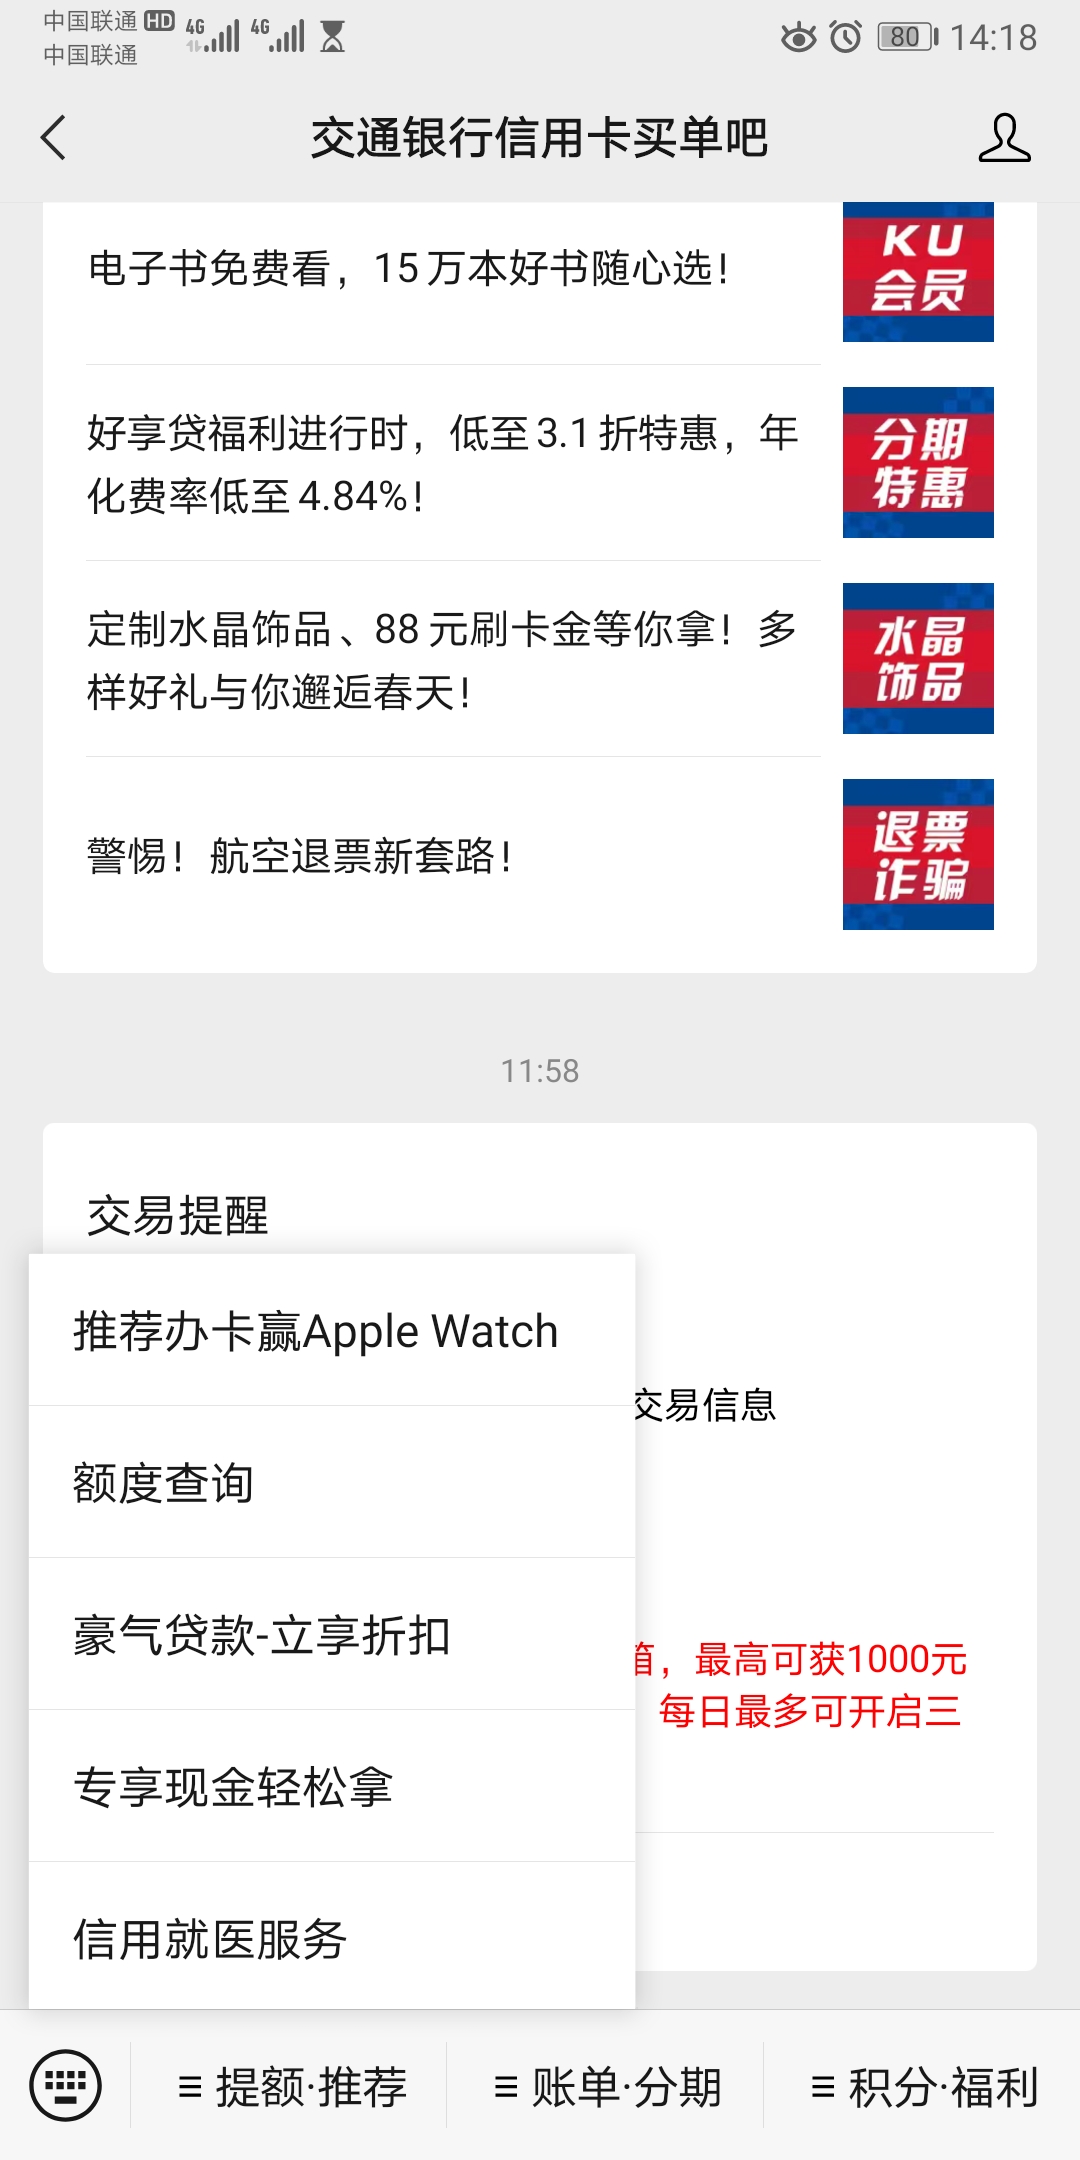 中国联通 HD 4G 4G 80 14:18
中国联通
交通银行信用卡买单吧
电子书免费看，15万本好书随心选！
KU
会员
好享贷福利进行时，低至3.1折特惠，年
化费率低至4.84%！
分期
特惠
定制水晶饰品、88元刷卡金等你拿！多
样好礼与你邂逅春天！
水晶
饰品
警惕！航空退票新套路！
退票
诈骗
11:58
交易提醒
交易信息
箱，最高可获1000元
每日最多可开启三
推荐办卡赢Apple Watch
额度查询
豪气贷款-立享折扣
专享现金轻松拿
信用就医服务
提额·推荐
账单·分期
积分·福利